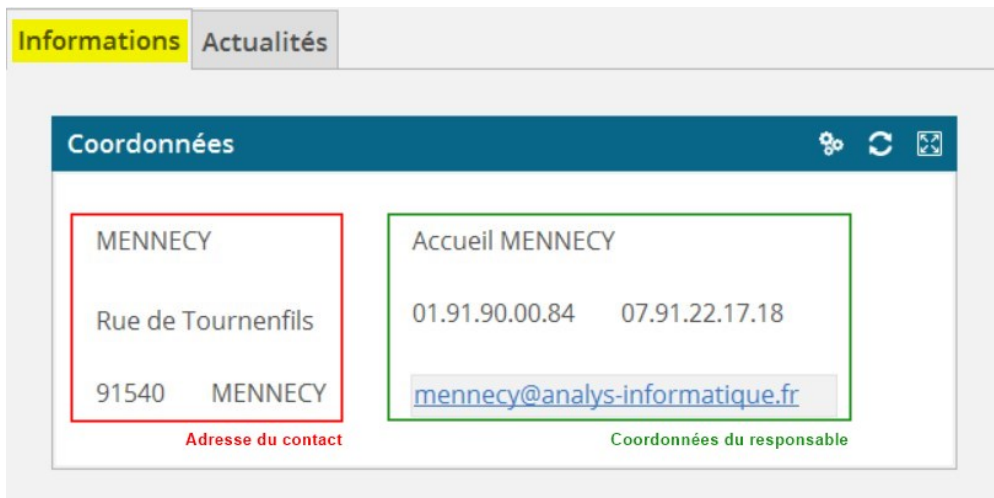 Informations Actualités
Coordonnées
MENNECY
Rue de Tournenfils
91540 MENNECY
Adresse du contact
Accueil MENNECY
01.91.90.00.84 07.91.22.17.18
mennecy@analys-informatique.fr
Coordonnées du responsable